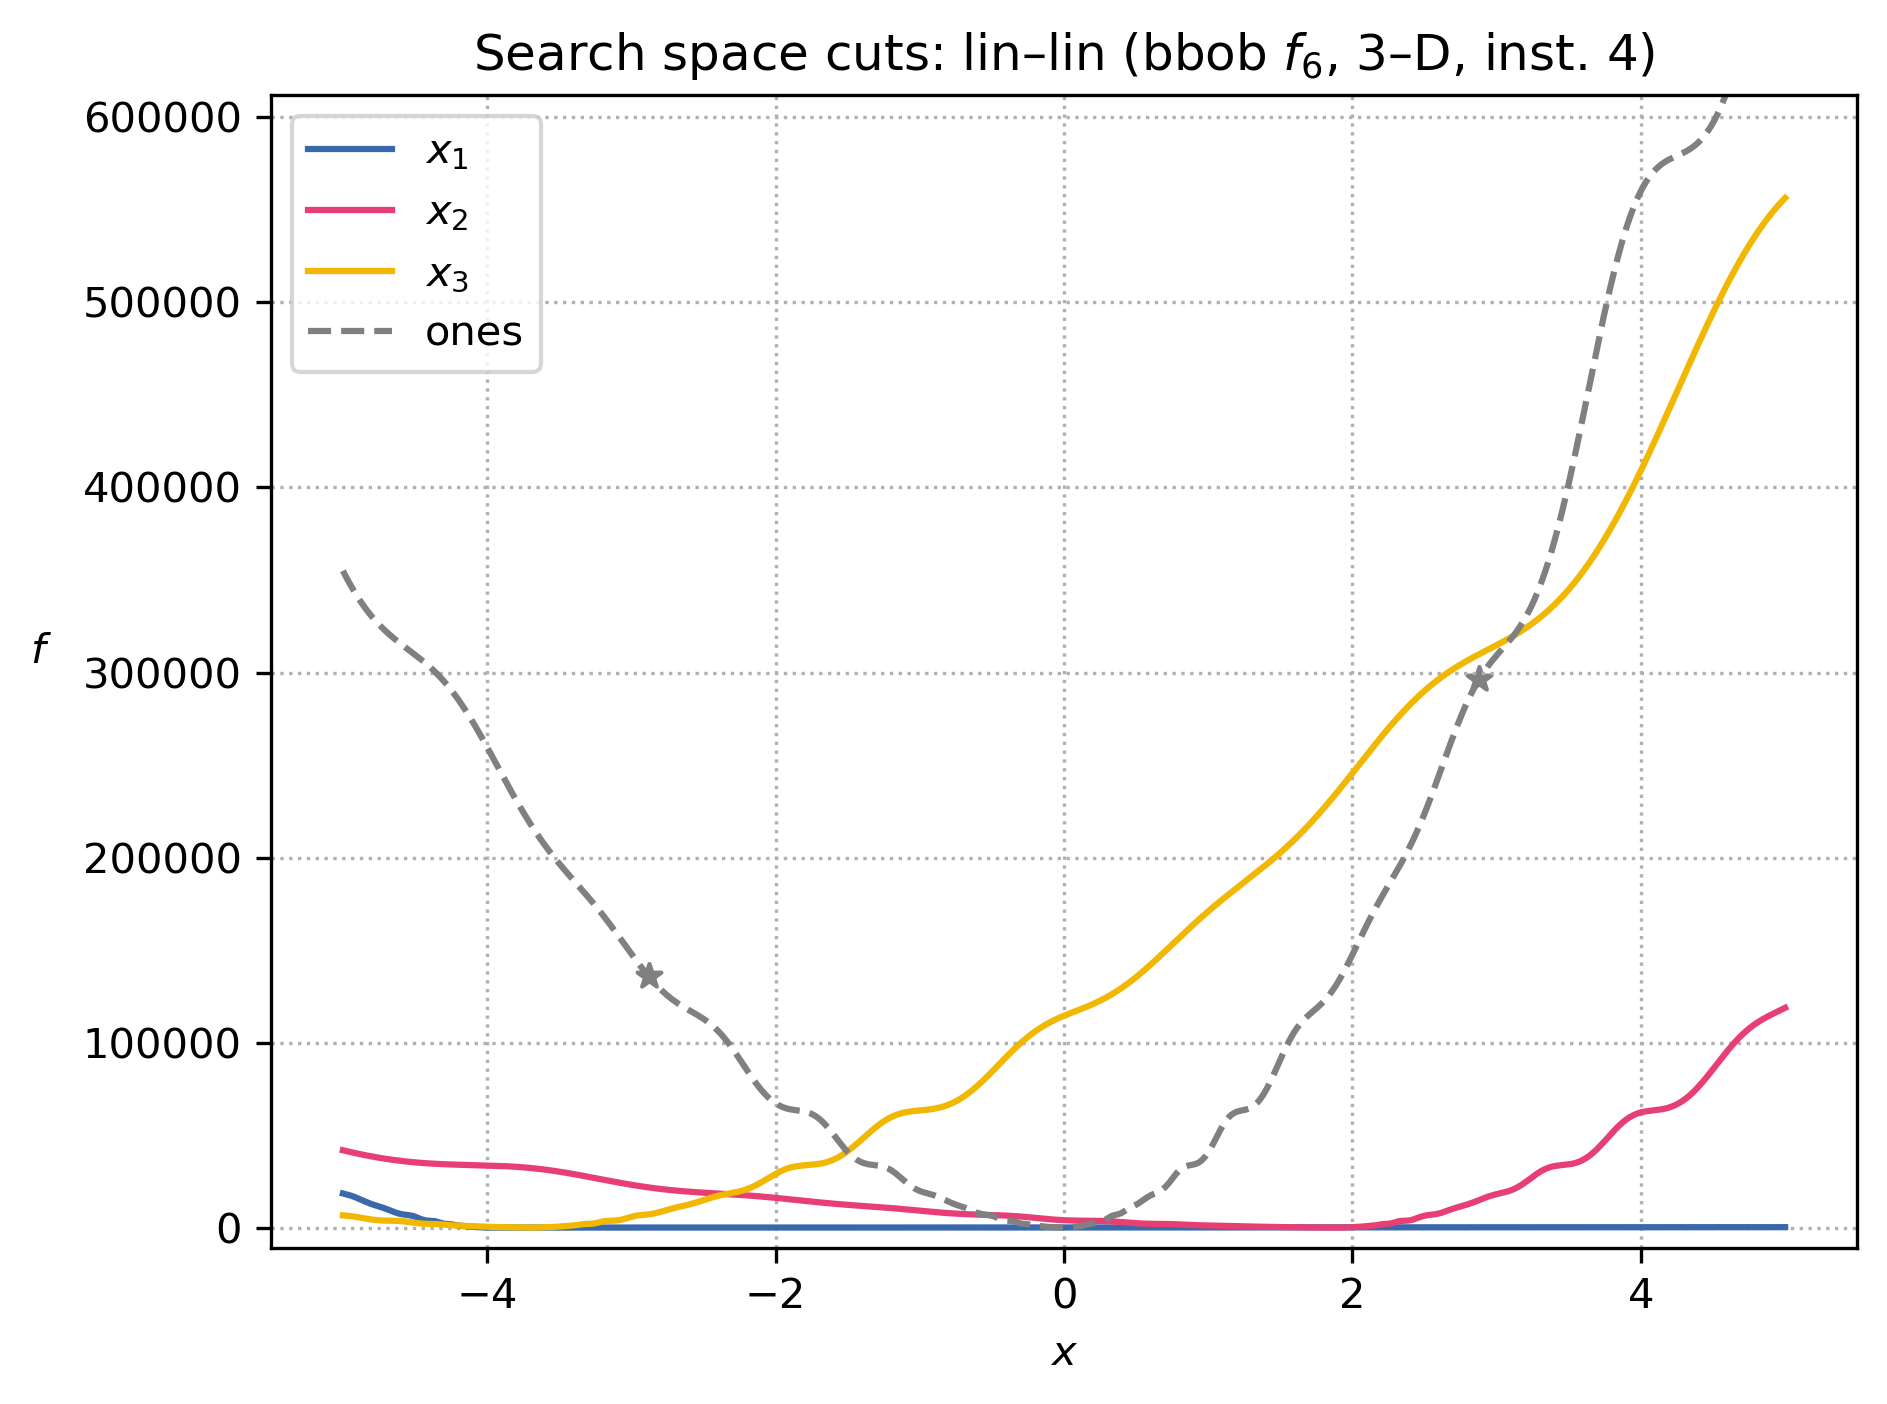 Search space cuts: lin–lin (bbob f₆, 3–D, inst. 4)
600000
500000
400000
300000
200000
100000
0
f
x₁
x₂
x₃
ones
−4 −2 0 2 4
x